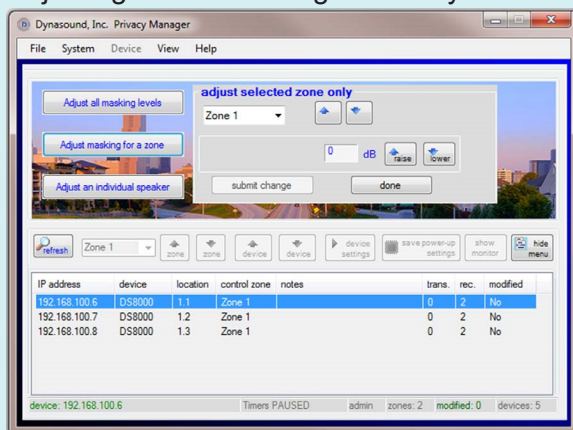 Dynasound, Inc. Privacy Manager
File System Device View Help
adjust selected zone only
Adjust all masking levels
Zone 1
Adjust masking for a zone
0 dB raise lower
Adjust an individual speaker
submit change done
refresh Zone 1 zone zone device device device settings save power-up settings show monitor hide menu
IP address device location control zone notes trans. rec. modified
192.168.100.6 DS8000 1.1 Zone 1 0 2 No
192.168.100.7 DS8000 1.2 Zone 1 0 2 No
192.168.100.8 DS8000 1.3 Zone 1 0 2 No
device: 192.168.100.6 Timers PAUSED admin zones: 2 modified: 0 devices: 5